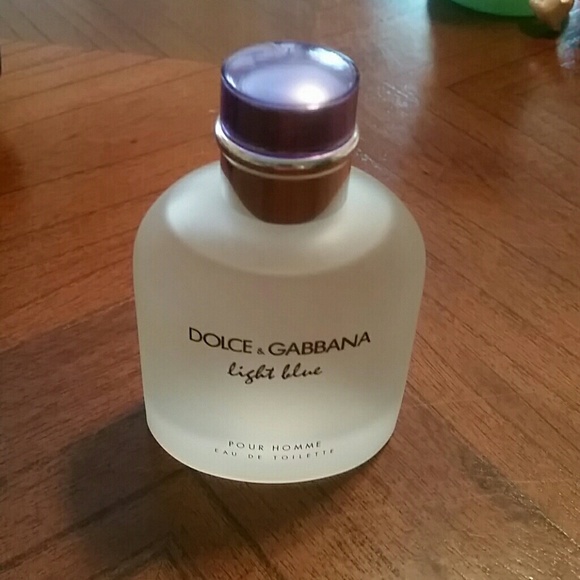 DOLCE & GABBANA
light blue
POUR HOMME
EAU DE TOILETTE